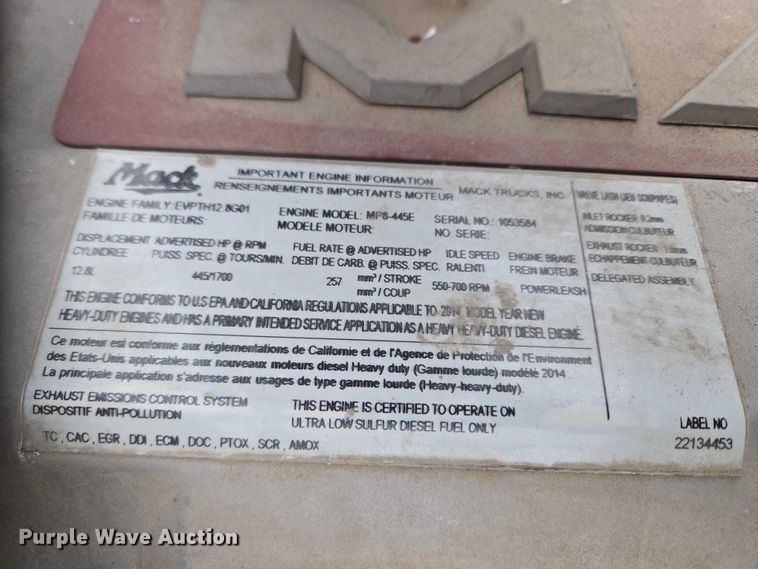 MA
Mack
IMPORTANT ENGINE INFORMATION
RENSEIGNEMENTS IMPORTANTS MOTEUR
MACK TRUCKS, INC.
ENGINE FAMILY: EVPTH12.8G01
FAMILLE DE MOTEURS:
ENGINE MODEL: MP8-445E
MODELE MOTEUR:
SERIAL NO.: 1053584
NO. SERIE:
DISPLACEMENT ADVERTISED HP @ RPM FUEL RATE @ ADVERTISED HP IDLE SPEED ENGINE BRAKE
CYLINDREE PUISS. SPEC. @ TOURS/MIN. DEBIT DE CARB. @ PUISS. SPEC. RALENTI FREIN MOTEUR
12.8L 445/1700 257 mm³ / STROKE 550-700 RPM POWERLEASH
mm³ / COUP
THIS ENGINE CONFORMS TO U.S EPA AND CALIFORNIA REGULATIONS APPLICABLE TO 2014 MODEL YEAR NEW
HEAVY-DUTY ENGINES AND HAS A PRIMARY INTENDED SERVICE APPLICATION AS A HEAVY HEAVY-DUTY DIESEL ENGINE.
Ce moteur est conforme aux réglementations de Californie et de l'Agence de Protection de l'Environment
des Etats-Unis applicables aux nouveaux moteurs diesel Heavy duty (Gamme lourde) modélé 2014.
La principale application s'adresse aux usages de type gamme lourde (Heavy-heavy-duty).
EXHAUST EMISSIONS CONTROL SYSTEM
DISPOSITIF ANTI-POLLUTION
TC , CAC, EGR, DDI , ECM , DOC , PTOX , SCR , AMOX
THIS ENGINE IS CERTIFIED TO OPERATE ON
ULTRA LOW SULFUR DIESEL FUEL ONLY
VALVE LASH
INLET ROCKER 0.2mm
ADMISSION CULBUTEUR
EXHAUST ROCKER
ECHAPPEMENT CULBUTEUR
DELEGATED ASSEMBLY
LABEL NO
22134453
Purple Wave Auction